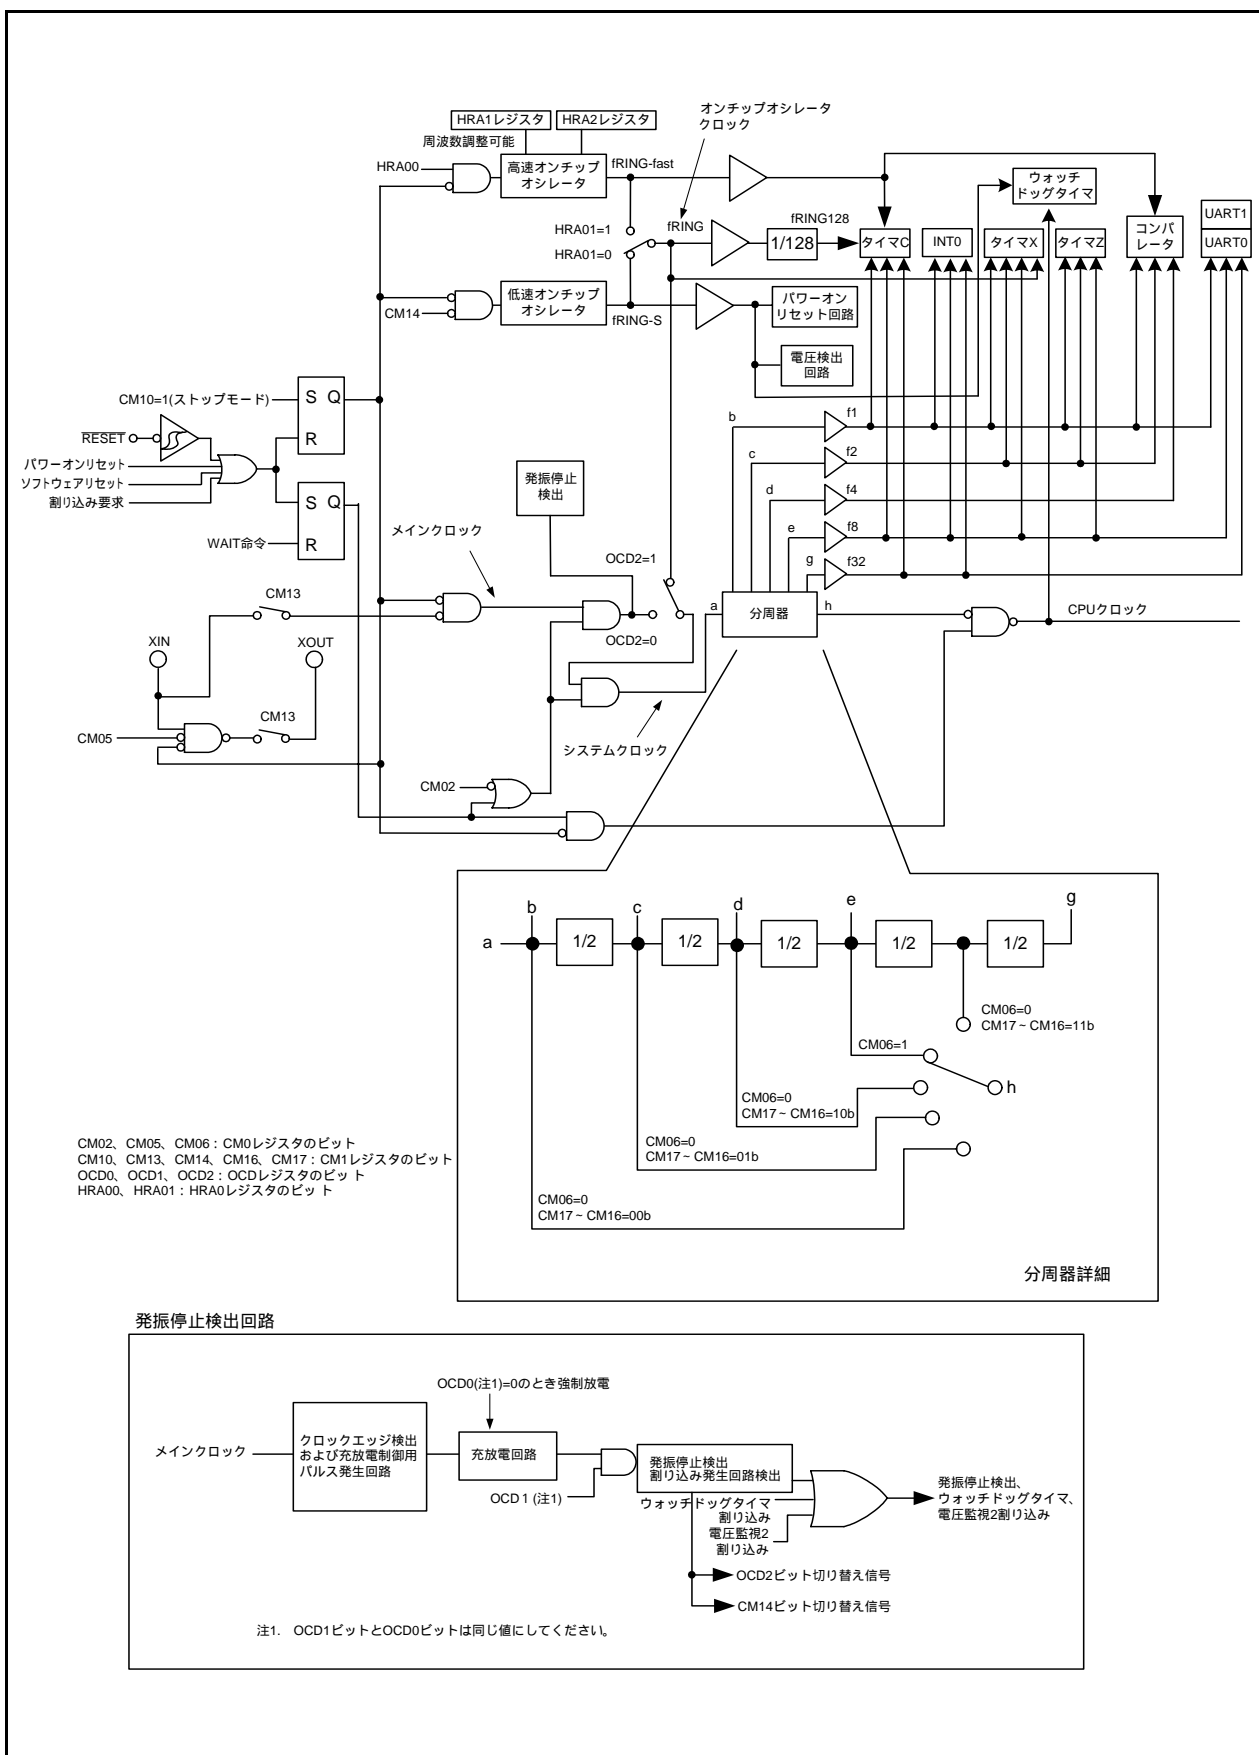 オンチップオシレータ
クロック
HRA1レジスタ
HRA2レジスタ
周波数調整可能
HRA00
高速オンチップ
オシレータ
fRING-fast
ウォッチ
ドッグタイマ
HRA01=1
HRA01=0
fRING
1/128
fRING128
タイマC
INT0
タイマX
タイマZ
コンパ
レータ
UART1
UART0
CM14
低速オンチップ
オシレータ
fRING-S
パワーオン
リセット回路
電圧検出
回路
CM10=1(ストップモード)
S Q
R
RESET
パワーオンリセット
ソフトウェアリセット
割り込み要求
S Q
R
WAIT命令
発振停止
検出
メインクロック
OCD2=1
OCD2=0
b
f1
c
f2
d
f4
e
f8
g
f32
a
分周器
h
CPUクロック
CM13
XIN
XOUT
CM05
CM13
システムクロック
CM02
a
b
1/2
c
1/2
d
1/2
e
1/2
1/2
g
CM06=0
CM17~CM16=11b
CM06=1
h
CM06=0
CM17~CM16=10b
CM06=0
CM17~CM16=01b
CM06=0
CM17~CM16=00b
分周器詳細
CM02、CM05、CM06:CM0レジスタのビット
CM10、CM13、CM14、CM16、CM17:CM1レジスタのビット
OCD0、OCD1、OCD2:OCDレジスタのビット
HRA00、HRA01:HRA0レジスタのビット
発振停止検出回路
OCD0(注1)=0のとき強制放電
メインクロック
クロックエッジ検出
および充放電制御用
パルス発生回路
充放電回路
OCD1(注1)
発振停止検出
割り込み発生回路検出
ウォッチドッグタイマ
割り込み
電圧監視2
割り込み
発振停止検出、
ウォッチドッグタイマ、
電圧監視2割り込み
OCD2ビット切り替え信号
CM14ビット切り替え信号
注1. OCD1ビットとOCD0ビットは同じ値にしてください。